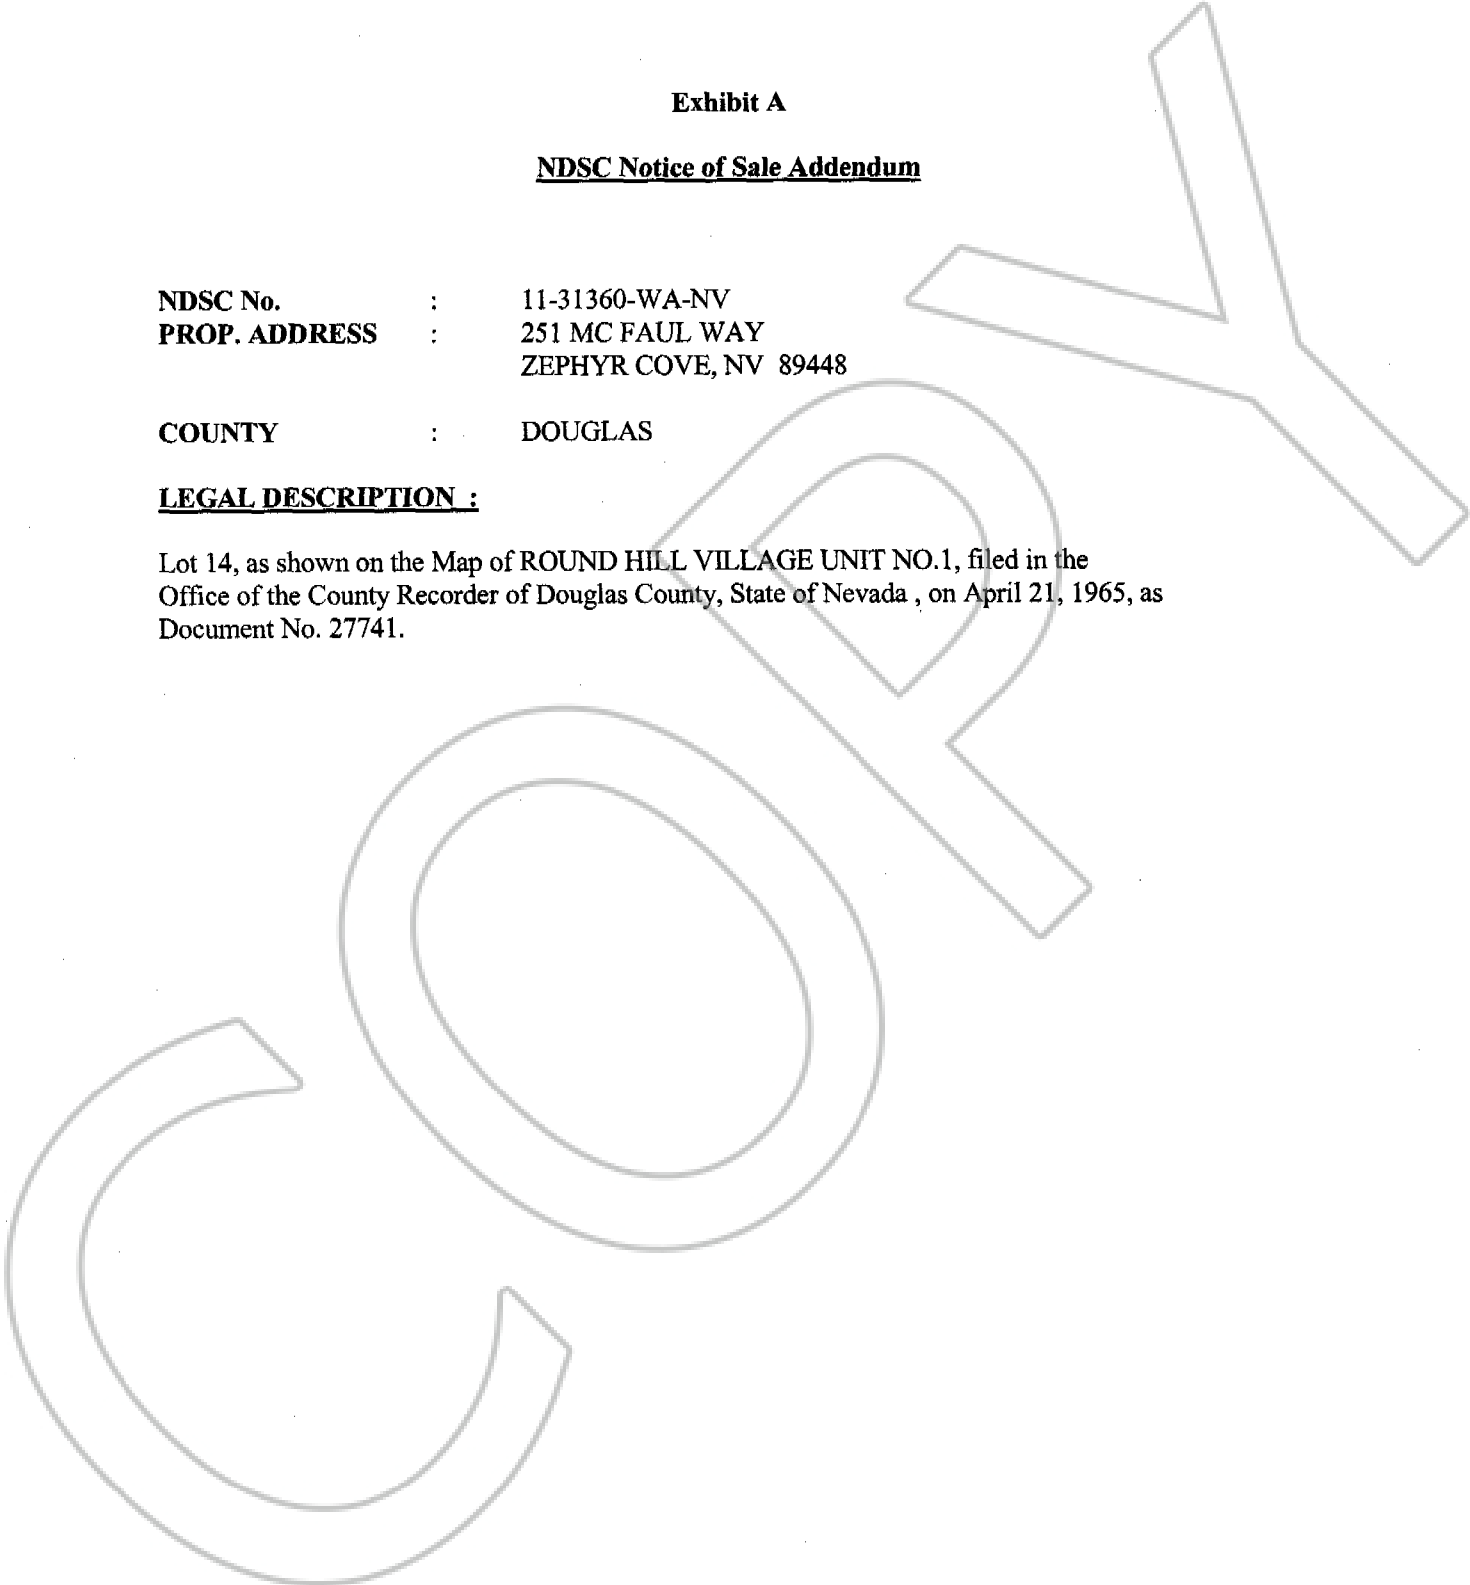 Exhibit A
NDSC Notice of Sale Addendum
NDSC No. : 11-31360-WA-NV
PROP. ADDRESS : 251 MC FAUL WAY
ZEPHYR COVE, NV 89448
COUNTY : DOUGLAS
LEGAL DESCRIPTION :
Lot 14, as shown on the Map of ROUND HILL VILLAGE UNIT NO.1, filed in the
Office of the County Recorder of Douglas County, State of Nevada , on April 21, 1965, as
Document No. 27741.
COPY